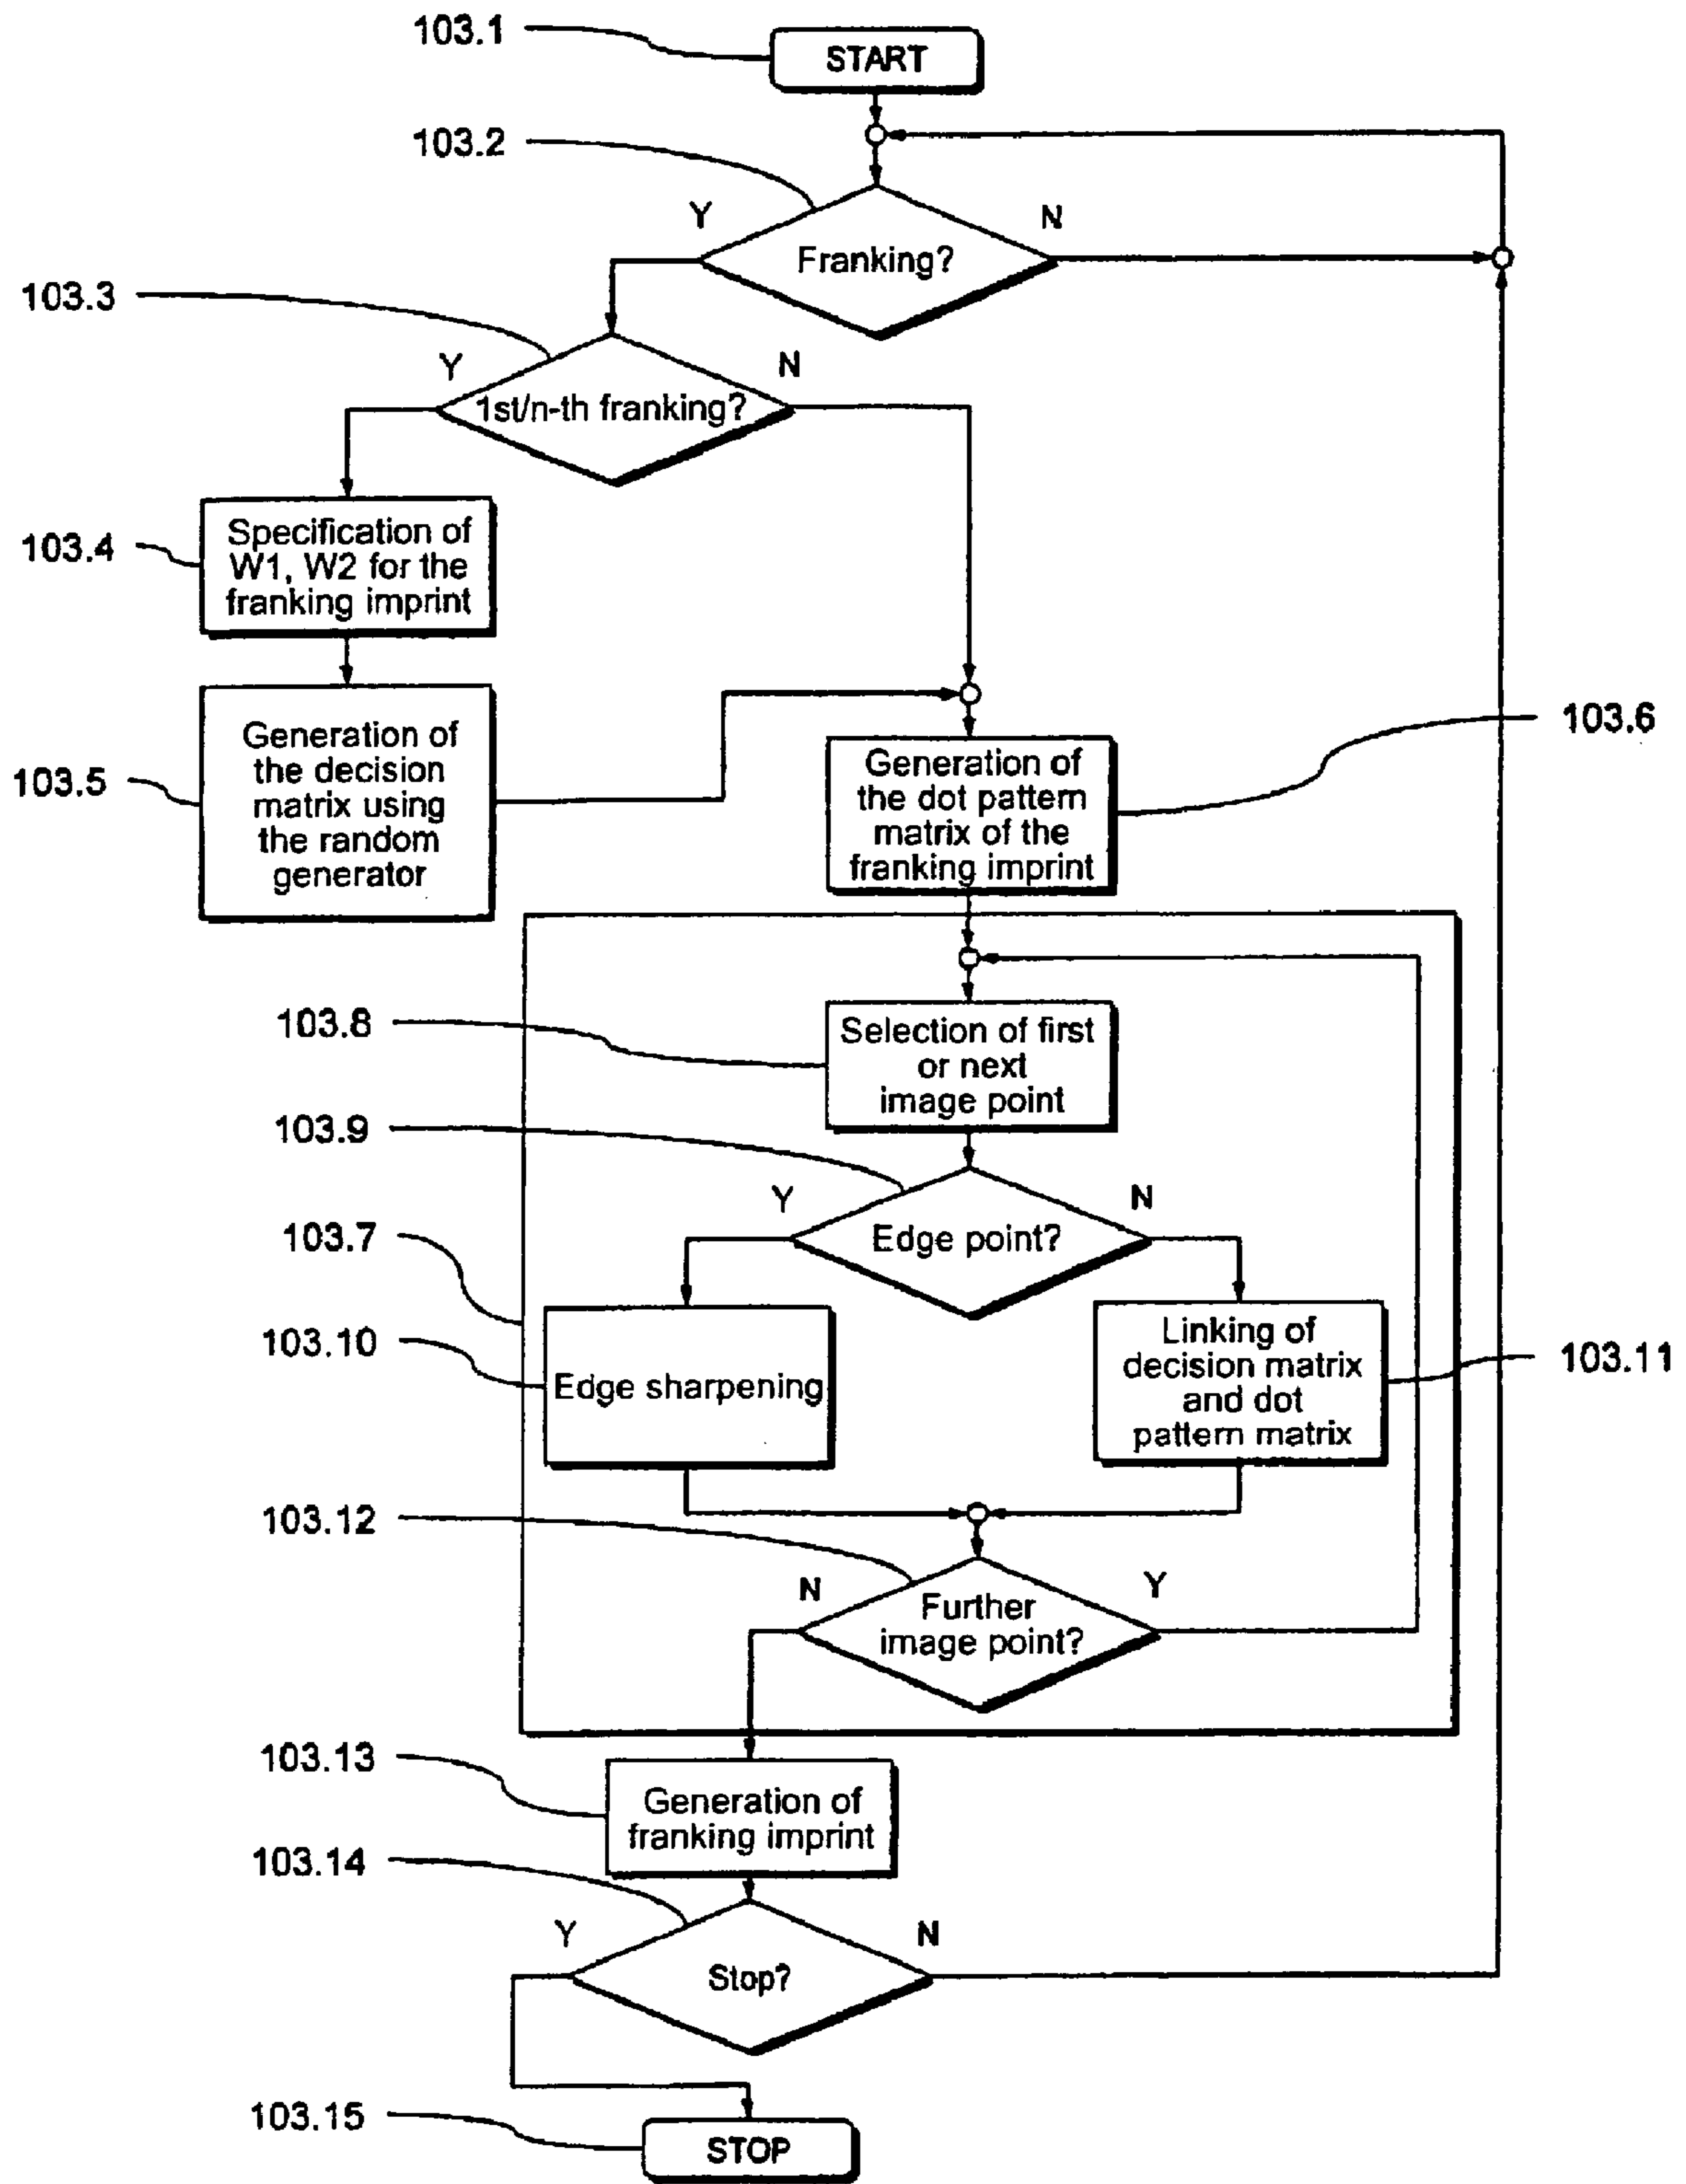 103.1
START
103.2
Y
N
Franking?
103.3
Y
N
1st/n-th franking?
103.4
Specification of
W1, W2 for the
franking imprint
103.5
Generation of
the decision
matrix using
the random
generator
103.6
Generation of
the dot pattern
matrix of the
franking imprint
103.8
Selection of first
or next
image point
103.9
Y
N
Edge point?
103.7
103.10
Edge sharpening
Linking of
decision matrix
and dot
pattern matrix
103.11
103.12
N
Y
Further
image point?
103.13
Generation of
franking imprint
103.14
Y
N
Stop?
103.15
STOP